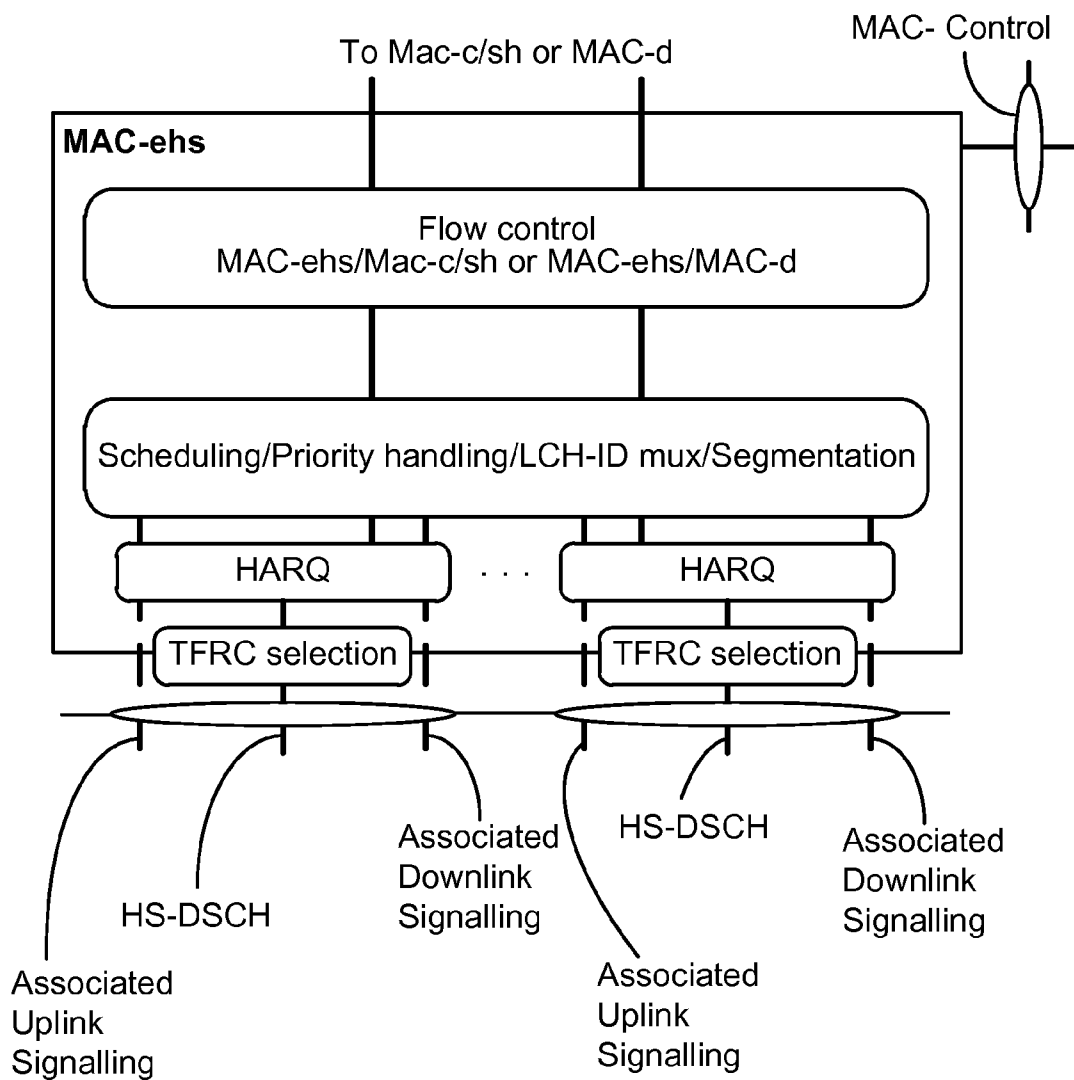 MAC- Control
To Mac-c/sh or MAC-d
MAC-ehs
Flow control
MAC-ehs/Mac-c/sh or MAC-ehs/MAC-d
Scheduling/Priority handling/LCH-ID mux/Segmentation
HARQ
. . .
HARQ
TFRC selection
TFRC selection
Associated
Uplink
Signalling
HS-DSCH
Associated
Downlink
Signalling
Associated
Uplink
Signalling
HS-DSCH
Associated
Downlink
Signalling